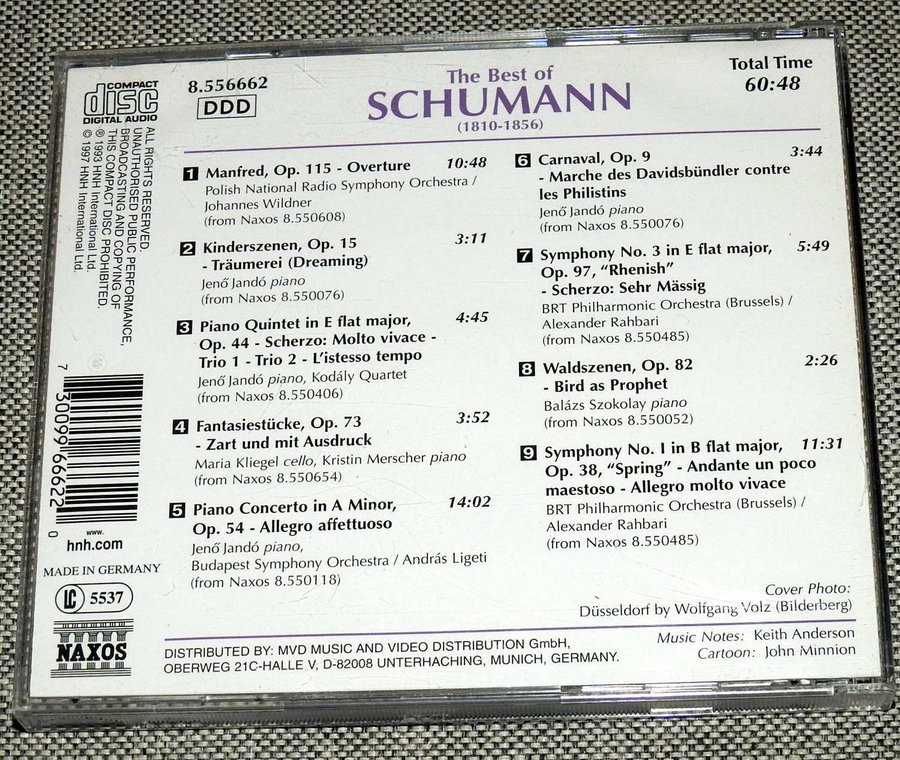 COMPACT
disc
DIGITAL AUDIO
8.556662
DDD
The Best of
SCHUMANN
(1810-1856)
Total Time
60:48
ALL RIGHTS RESERVED.
UNAUTHORISED PUBLIC PERFORMANCE,
BROADCASTING AND COPYING OF
THIS COMPACT DISC PROHIBITED.
℗ 1993 HNH International Ltd.
© 1997 HNH International Ltd.
1 Manfred, Op. 115 - Overture 10:48
Polish National Radio Symphony Orchestra /
Johannes Wildner
(from Naxos 8.550608)
2 Kinderszenen, Op. 15 3:11
- Träumerei (Dreaming)
Jenő Jandó piano
(from Naxos 8.550076)
3 Piano Quintet in E flat major, 4:45
Op. 44 - Scherzo: Molto vivace -
Trio 1 - Trio 2 - L'istesso tempo
Jenő Jandó piano, Kodály Quartet
(from Naxos 8.550406)
4 Fantasiestücke, Op. 73 3:52
- Zart und mit Ausdruck
Maria Kliegel cello, Kristin Merscher piano
(from Naxos 8.550654)
5 Piano Concerto in A Minor, 14:02
Op. 54 - Allegro affettuoso
Jenő Jandó piano,
Budapest Symphony Orchestra / András Ligeti
(from Naxos 8.550118)
6 Carnaval, Op. 9 3:44
- Marche des Davidsbündler contre
les Philistins
Jenő Jandó piano
(from Naxos 8.550076)
7 Symphony No. 3 in E flat major, 5:49
Op. 97, “Rhenish”
- Scherzo: Sehr Mässig
BRT Philharmonic Orchestra (Brussels) /
Alexander Rahbari
(from Naxos 8.550485)
8 Waldszenen, Op. 82 2:26
- Bird as Prophet
Balázs Szokolay piano
(from Naxos 8.550052)
9 Symphony No. I in B flat major, 11:31
Op. 38, “Spring” - Andante un poco
maestoso - Allegro molto vivace
BRT Philharmonic Orchestra (Brussels) /
Alexander Rahbari
(from Naxos 8.550485)
7 30099 66622 0
www.
hnh.com
MADE IN GERMANY
LC 5537
NAXOS
DISTRIBUTED BY: MVD MUSIC AND VIDEO DISTRIBUTION GmbH,
OBERWEG 21C-HALLE V, D-82008 UNTERHACHING, MUNICH, GERMANY.
Cover Photo:
Düsseldorf by Wolfgang Volz (Bilderberg)
Music Notes: Keith Anderson
Cartoon: John Minnion